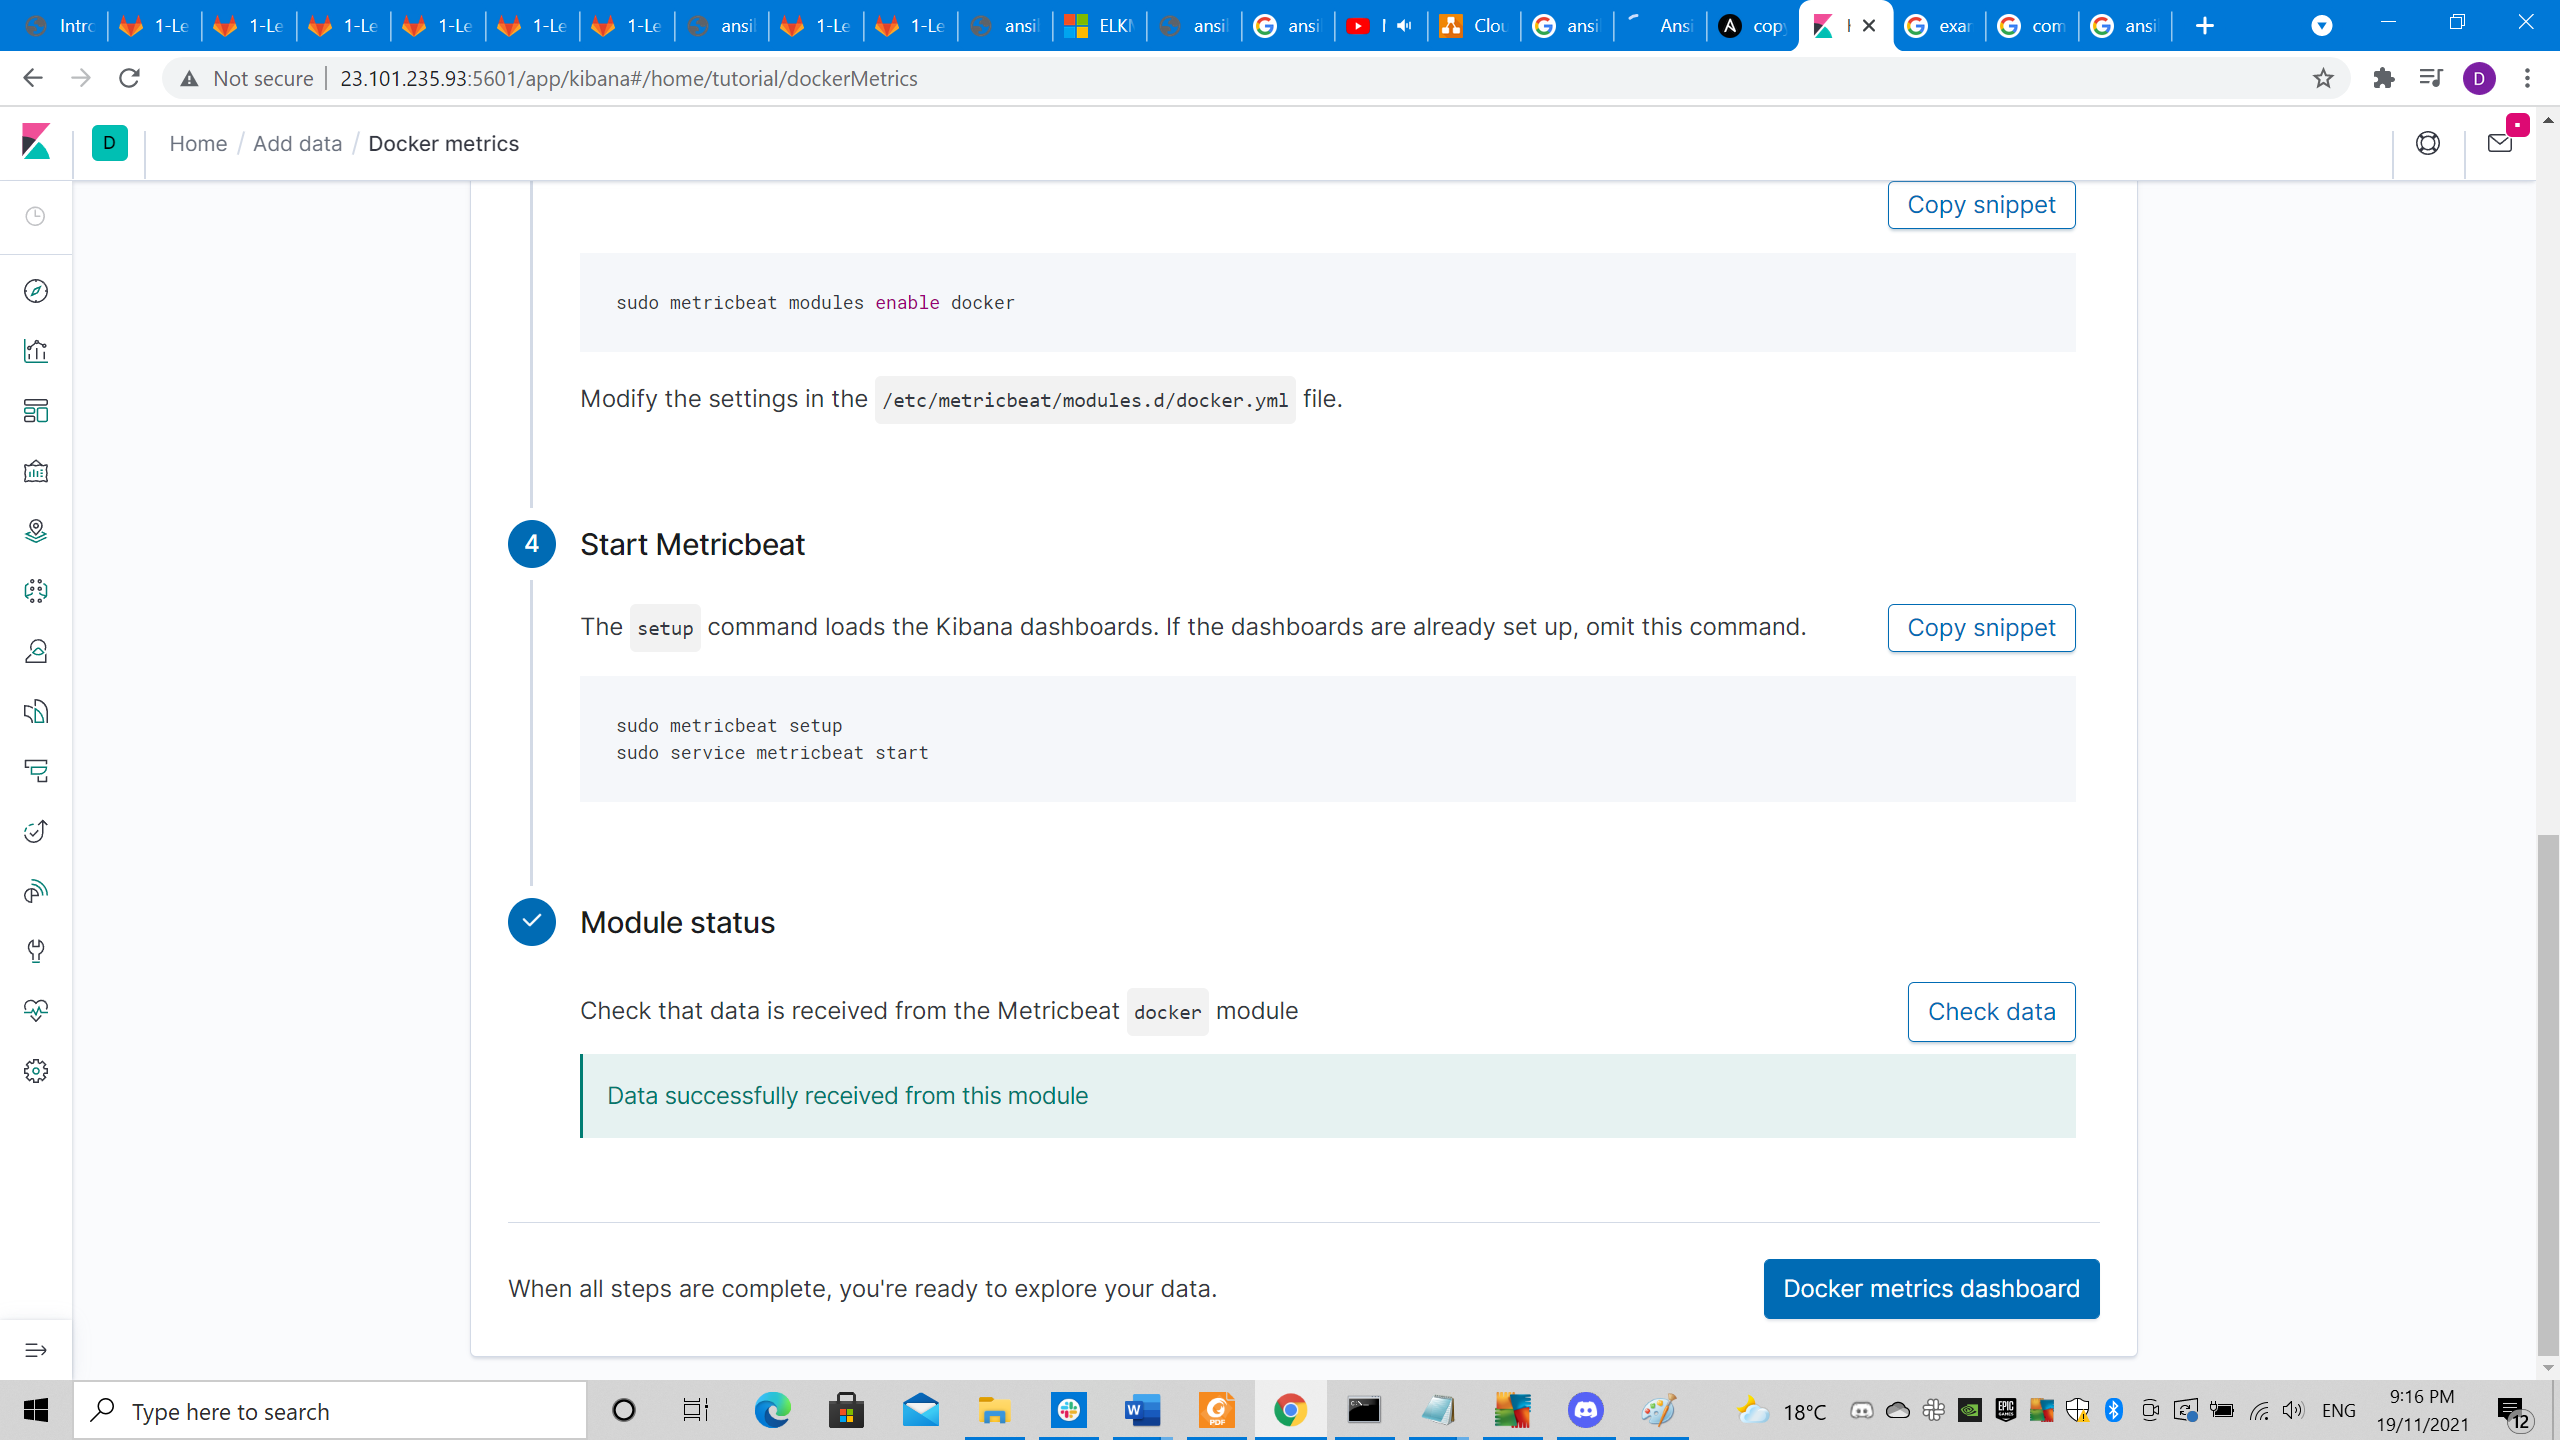 Intro
1-Le
1-Le
1-Le
1-Le
1-Le
1-Le
ansil
1-Le
1-Le
ansil
ELKM
ansil
ansil
Clou
ansil
Ansi
copy
exar
com
ansil
Not secure
23.101.235.93:5601/app/kibana#/home/tutorial/dockerMetrics
D
D
Home / Add data / Docker metrics
Copy snippet
sudo metricbeat modules enable docker
Modify the settings in the /etc/metricbeat/modules.d/docker.yml file.
4
Start Metricbeat
The setup command loads the Kibana dashboards. If the dashboards are already set up, omit this command.
Copy snippet
sudo metricbeat setup
sudo service metricbeat start
Module status
Check that data is received from the Metricbeat docker module
Check data
Data successfully received from this module
When all steps are complete, you're ready to explore your data.
Docker metrics dashboard
Type here to search
18°C
ENG
9:16 PM
19/11/2021
12